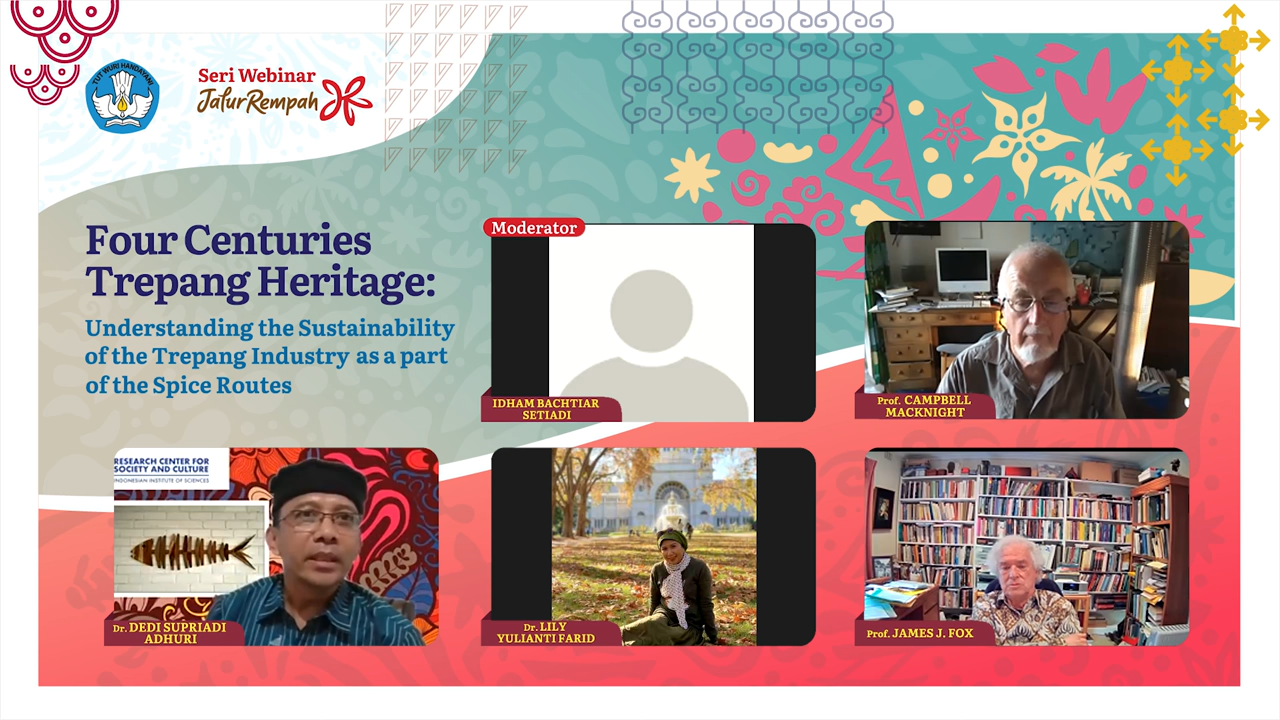 TUT WURI HANDAYANI
Seri Webinar
Jalur Rempah
Four Centuries
Trepang Heritage:
Understanding the Sustainability
of the Trepang Industry as a part
of the Spice Routes
Moderator
IDHAM BACHTIAR
SETIADI
Prof. CAMPBELL
MACKNIGHT
RESEARCH CENTER FOR
SOCIETY AND CULTURE
INDONESIAN INSTITUTE OF SCIENCES
Dr. DEDI SUPRIADI
ADHURI
Dr. LILY
YULIANTI FARID
Prof. JAMES J. FOX